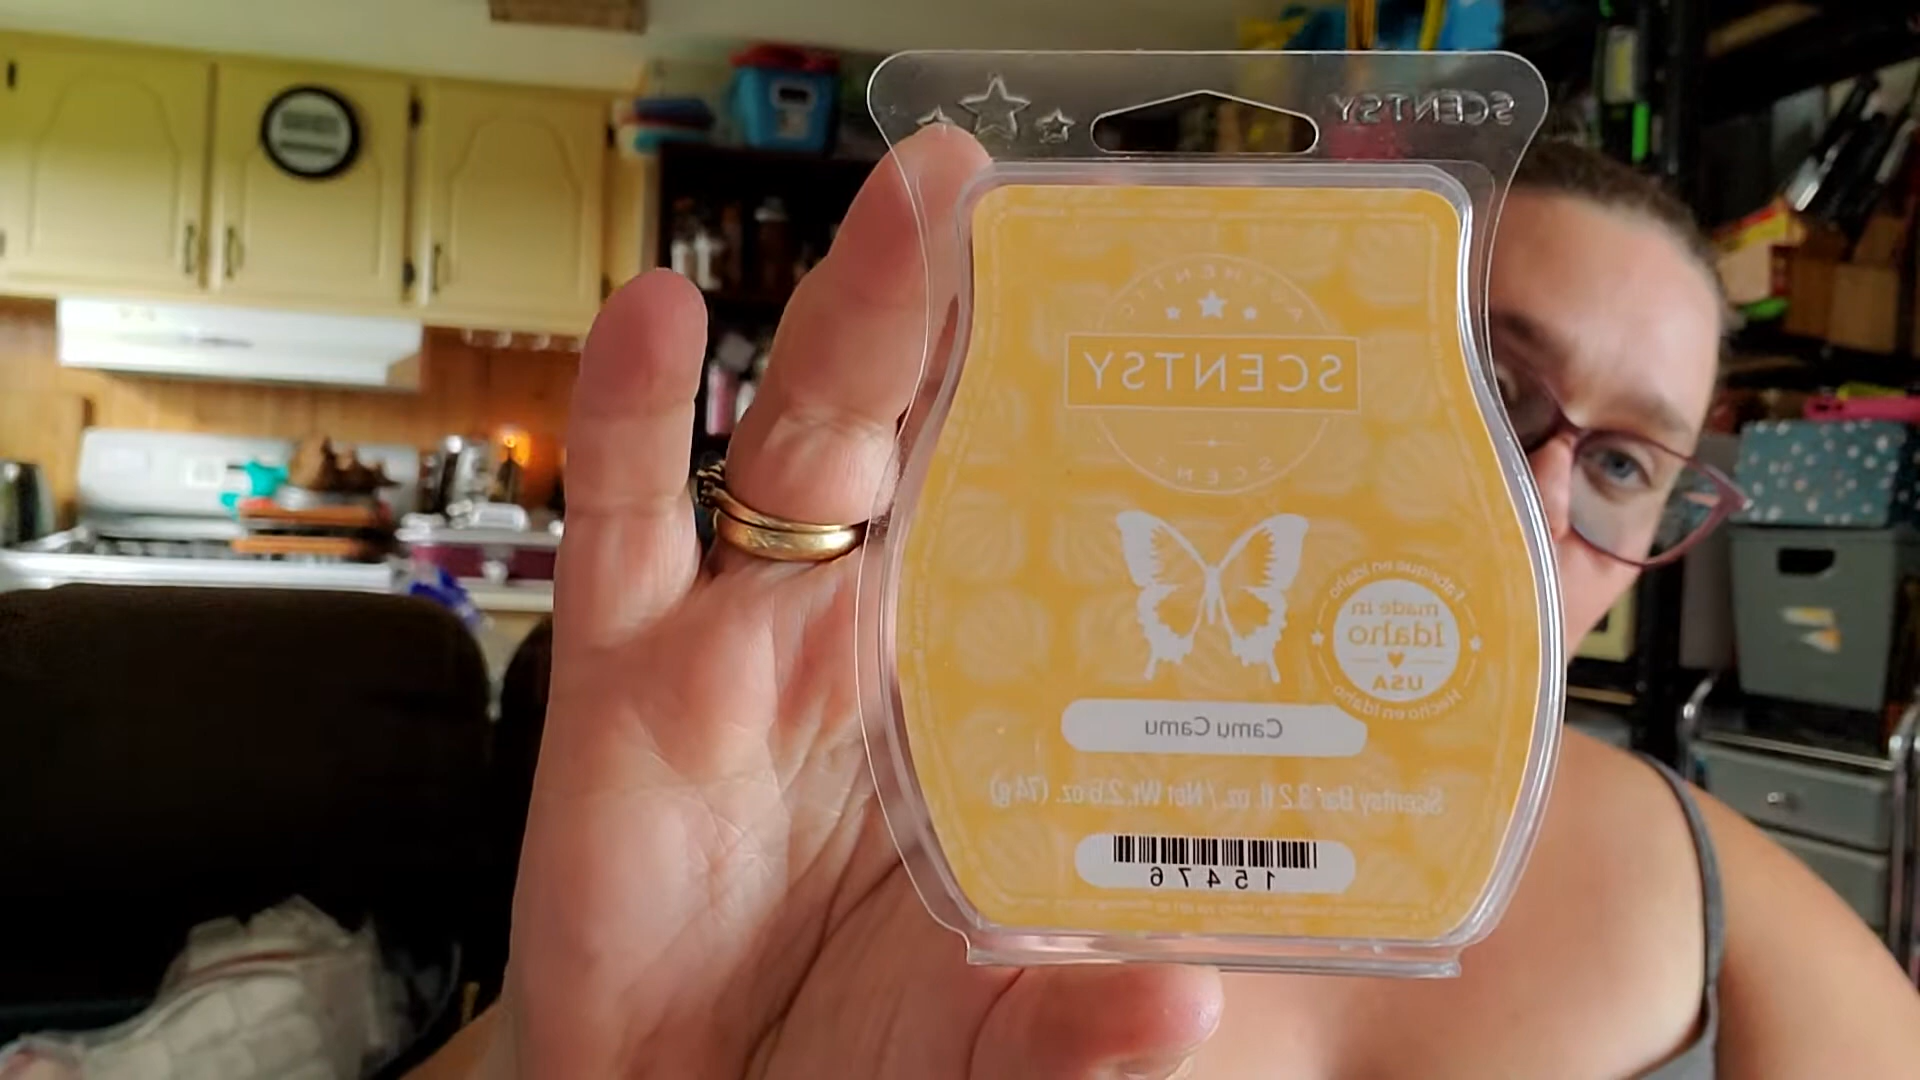 SCENTSY
AUTHENTIC
SCENTSY
SCENT
Fabriqué en Idaho
made in
Idaho
USA
Hecho en Idaho
Camu Camu
Scentsy Bar 3.2 fl. oz. / Net Wt. 2.6 oz. (74 g)
15476